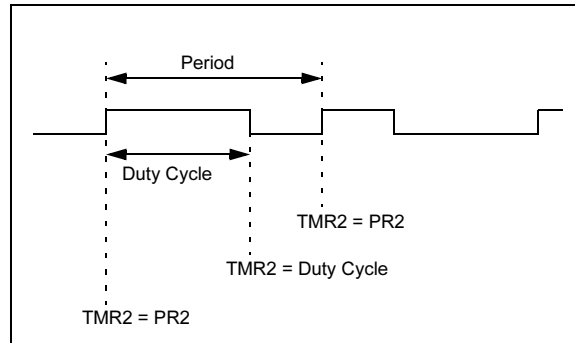 Period
Duty Cycle
TMR2 = PR2
TMR2 = Duty Cycle
TMR2 = PR2